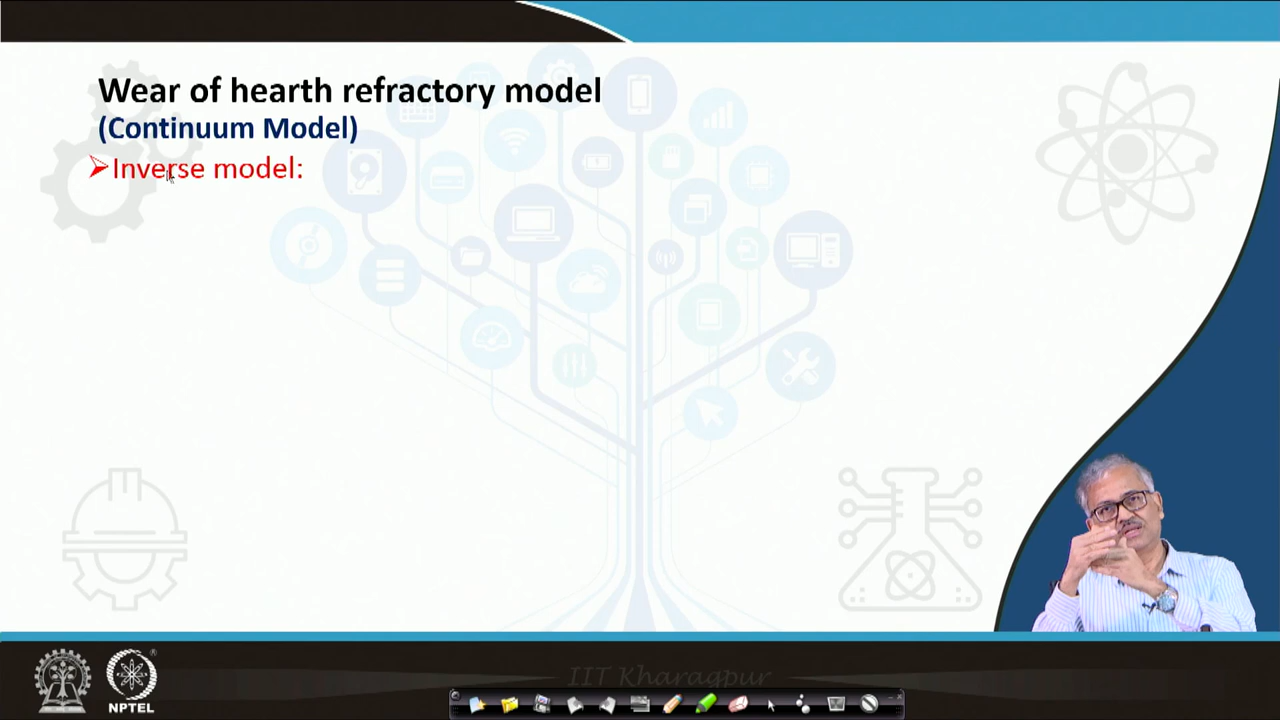 Wear of hearth refractory model
(Continuum Model)
Inverse model:
IIT Kharagpur
NPTEL